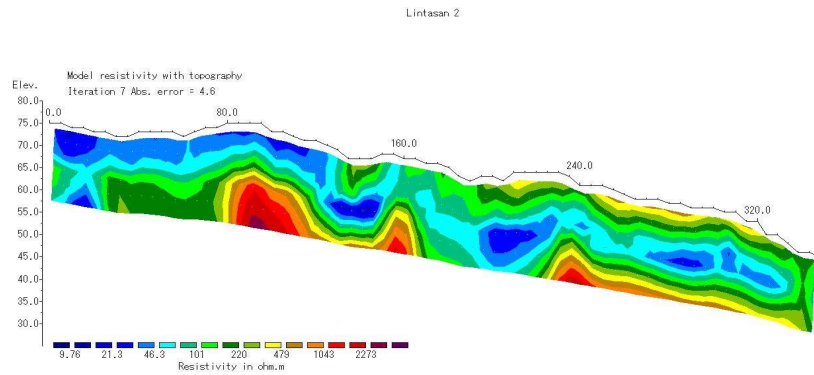 Lintasan 2
Model resistivity with topography
Elev. Iteration 7 Abs. error = 4.6
80.0 0.0 80.0
75.0
70.0 160.0
65.0 240.0
60.0
55.0 320.0
50.0
45.0
40.0
35.0
30.0
9.76 21.3 46.3 101 220 479 1043 2273
Resistivity in ohm.m